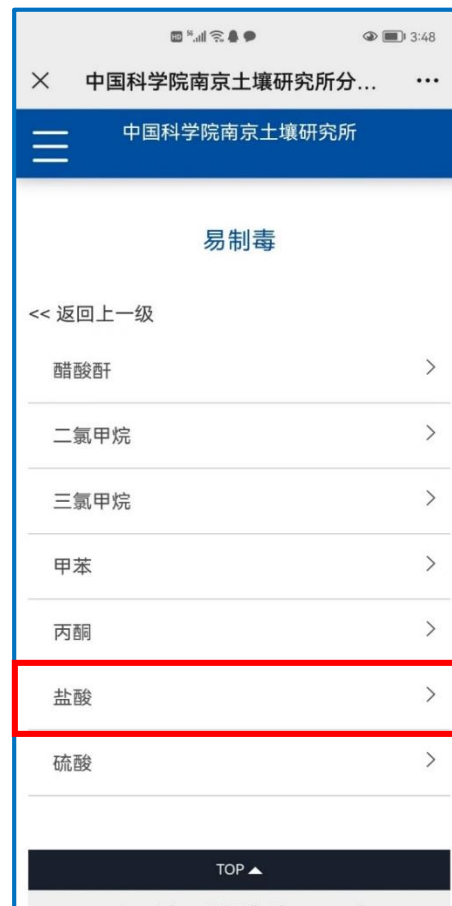 3:48
中国科学院南京土壤研究所分...
中国科学院南京土壤研究所
易制毒
<< 返回上一级
醋酸酐
二氯甲烷
三氯甲烷
甲苯
丙酮
盐酸
硫酸
TOP